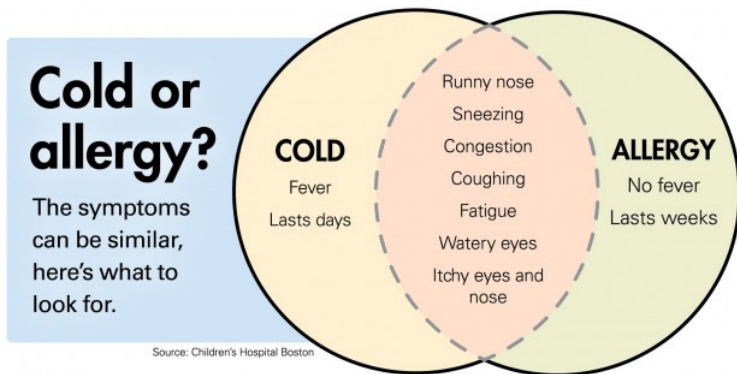 Cold or
allergy?
The symptoms
can be similar,
here's what to
look for.
COLD
Fever
Lasts days
Runny nose
Sneezing
Congestion
Coughing
Fatigue
Watery eyes
Itchy eyes and
nose
ALLERGY
No fever
Lasts weeks
Source: Children's Hospital Boston